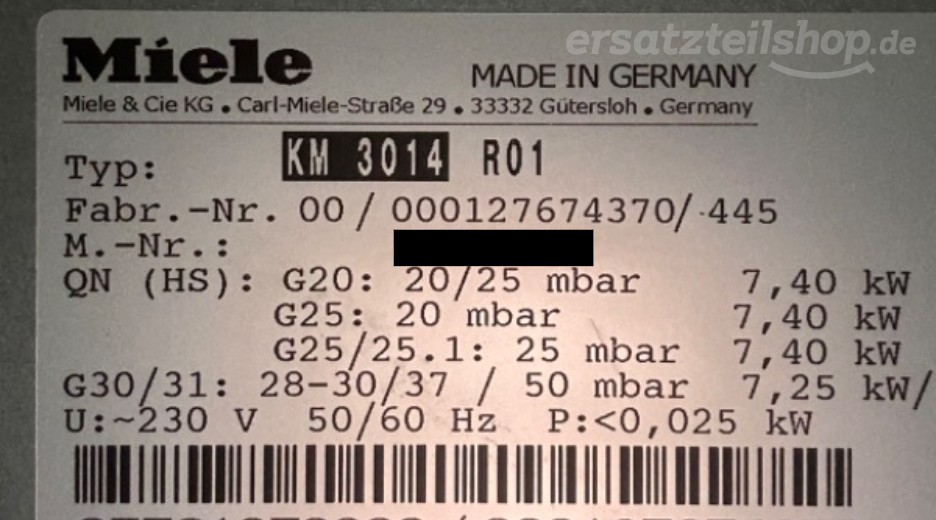 ersatzteilshop.de
Miele
MADE IN GERMANY
Miele & Cie KG • Carl-Miele-Straße 29 • 33332 Gütersloh • Germany
Typ: KM 3014 R01
Fabr.-Nr. 00/000127674370/445
M.-Nr.:
QN (HS): G20: 20/25 mbar 7,40 kW
G25: 20 mbar 7,40 kW
G25/25.1: 25 mbar 7,40 kW
G30/31: 28-30/37 / 50 mbar 7,25 kW/
U:~230 V 50/60 Hz P:<0,025 kW